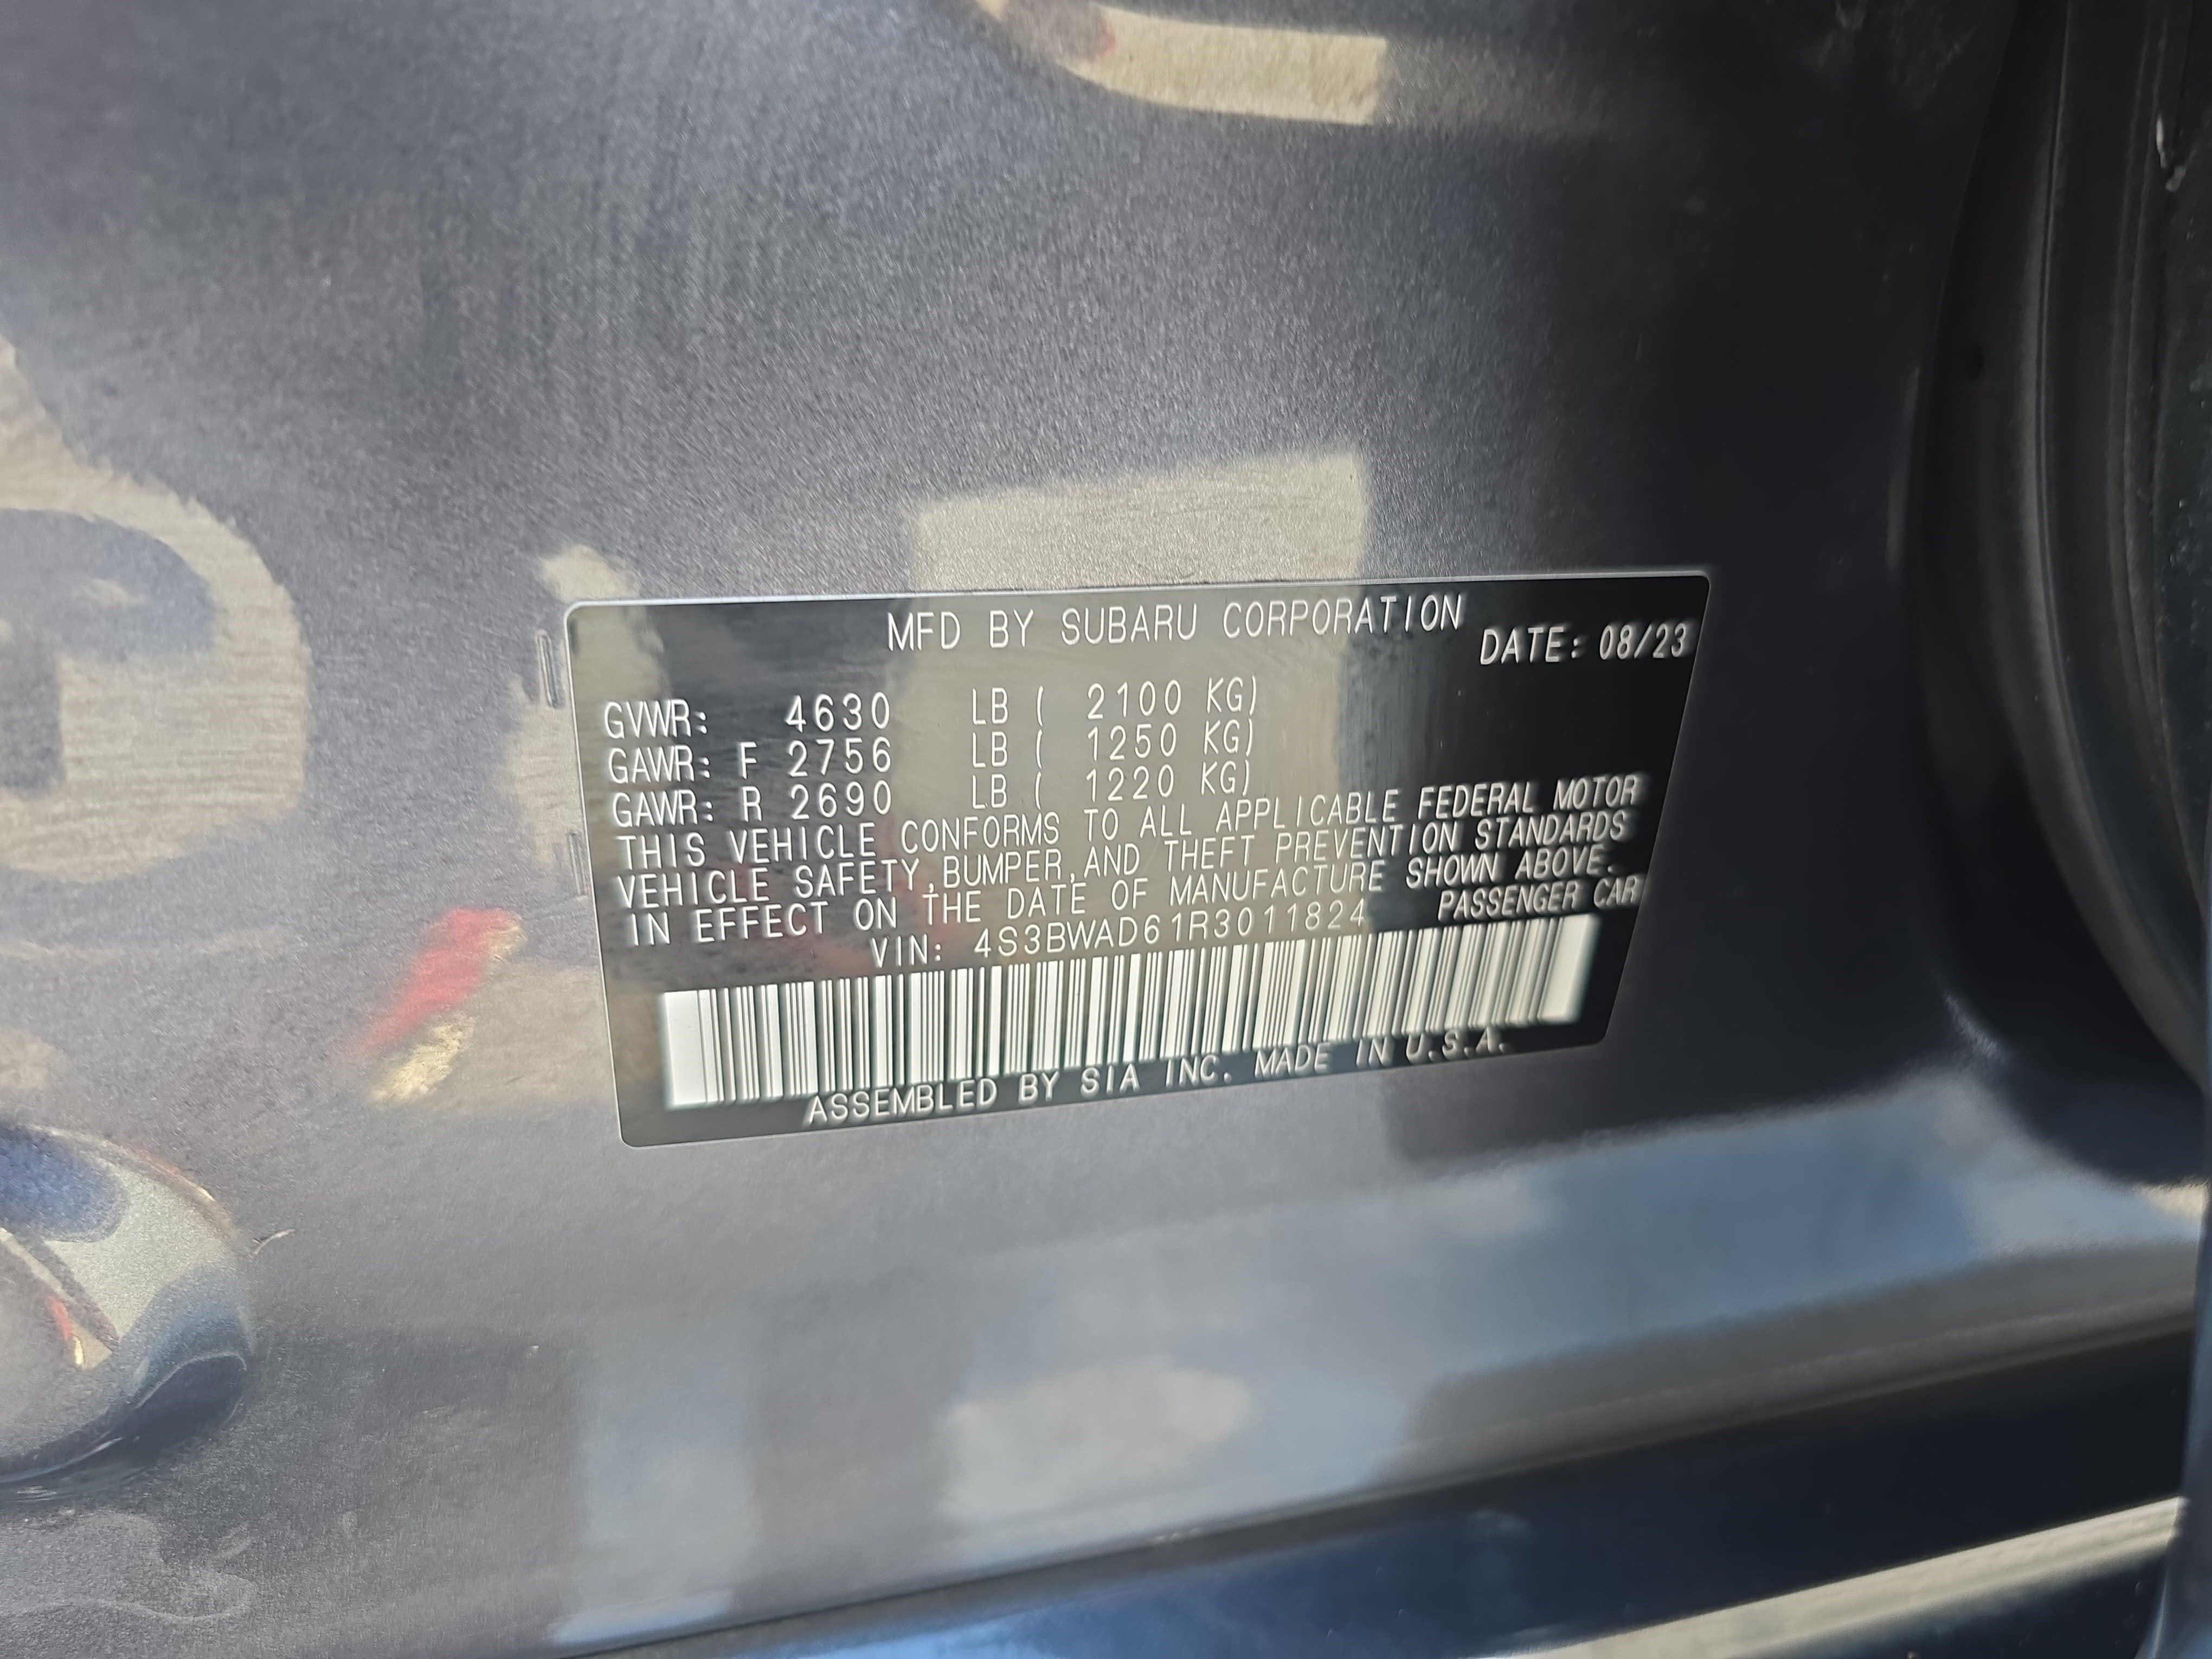 MFD BY SUBARU CORPORATION
DATE: 08/23
GVWR: 4630 LB ( 2100 KG)
GAWR: F 2756 LB ( 1250 KG)
GAWR: R 2690 LB ( 1220 KG)
THIS VEHICLE CONFORMS TO ALL APPLICABLE FEDERAL MOTOR
VEHICLE SAFETY,BUMPER,AND THEFT PREVENTION STANDARDS
IN EFFECT ON THE DATE OF MANUFACTURE SHOWN ABOVE.
VIN: 4S3BWAD61R3011824 PASSENGER CAR
ASSEMBLED BY SIA INC. MADE IN U.S.A.